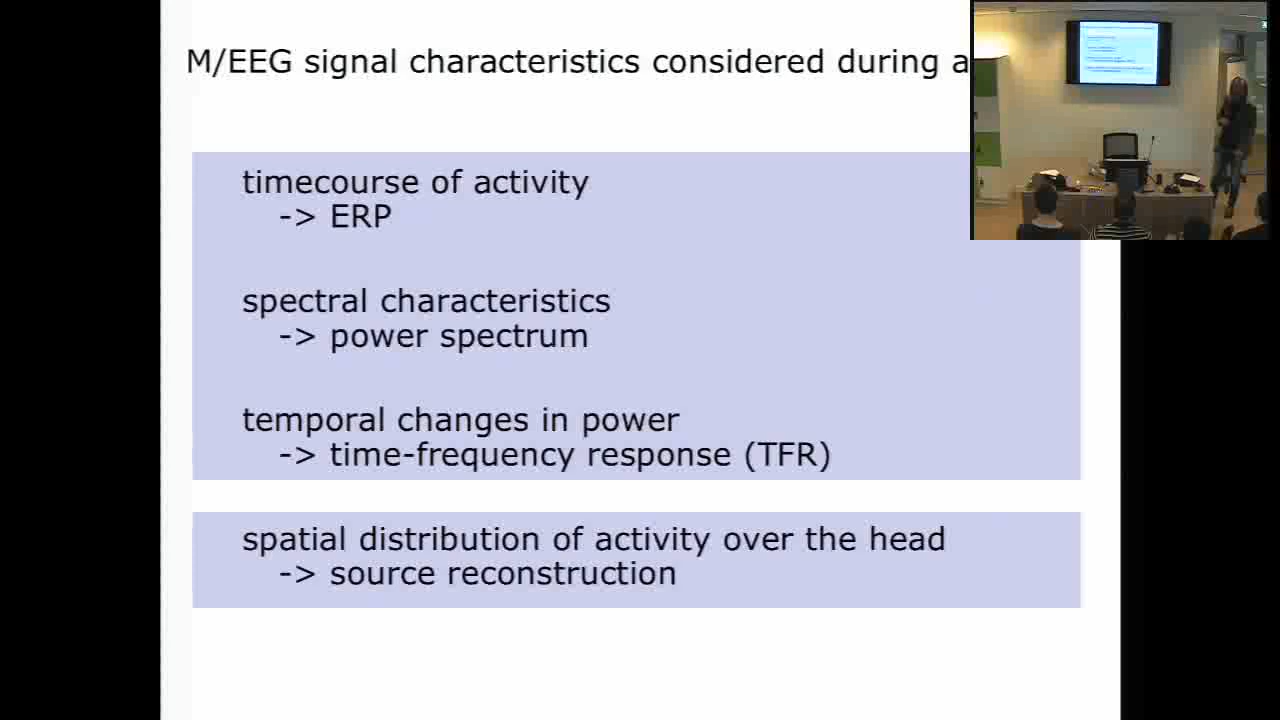 M/EEG signal characteristics considered during a
timecourse of activity
-> ERP
spectral characteristics
-> power spectrum
temporal changes in power
-> time-frequency response (TFR)
spatial distribution of activity over the head
-> source reconstruction